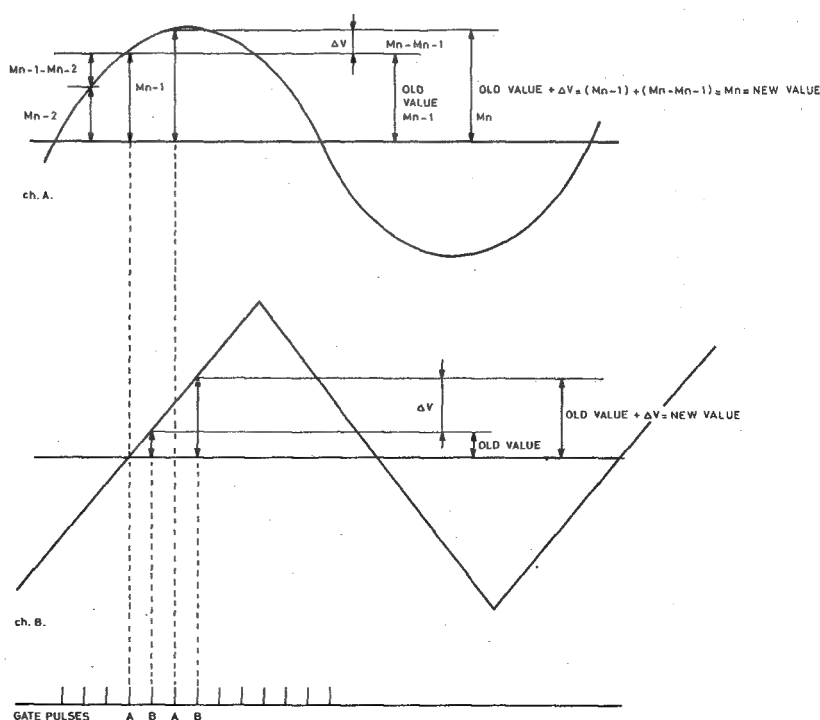 ΔV
Mn-Mn-1
Mn-1-Mn-2
Mn-1
OLD
VALUE
Mn-1
OLD VALUE + ΔV = (Mn-1) + (Mn-Mn-1) = Mn = NEW VALUE
Mn-2
Mn
ch. A.
ΔV
OLD VALUE + ΔV = NEW VALUE
OLD VALUE
ch. B.
GATE PULSES A B A B